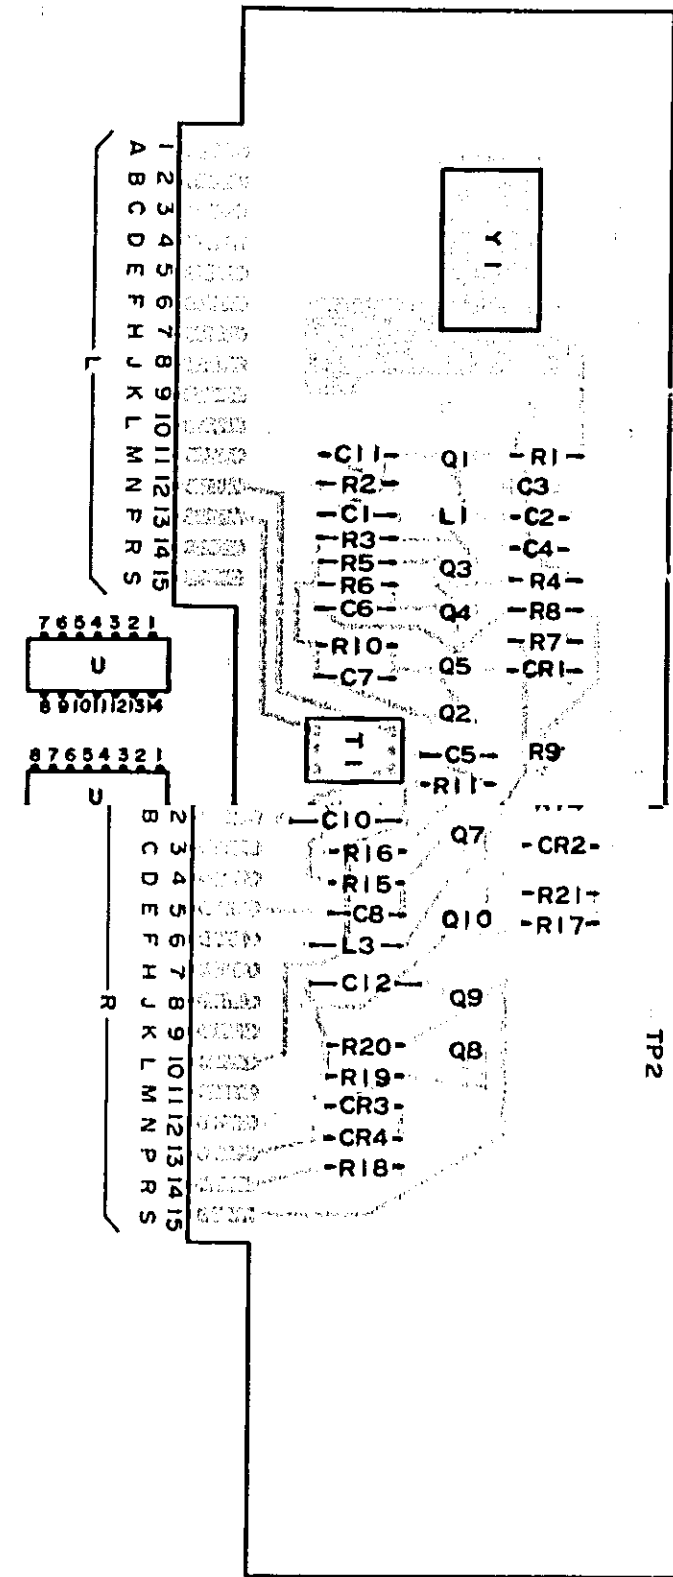 A 1
B 2
C 3
D 4
E 5
F 6
H 7
J 8
K 9
L 10
M 11
N 12
P 13
R 14
S 15
L
Y1
C11 Q1 R1
R2 C3
C1 L1 C2
R3 C4
R5 Q3 R4
R6
C6 Q4 R8
R10 R7
C7 Q5 CR1
Q2
T1 C5 R9
R11
7 6 5 4 3 2 1
U
8 9 10 11 12 13 14
8 7 6 5 4 3 2 1
U
B 2
C 3
D 4
E 5
F 6
H 7
J 8
K 9
L 10
M 11
N 12
P 13
R 14
S 15
R
C10 Q7
R16 CR2
R15 R21
C8 Q10 R17
L3
C12 Q9
R20 Q8 TP2
R19
CR3
CR4
R18